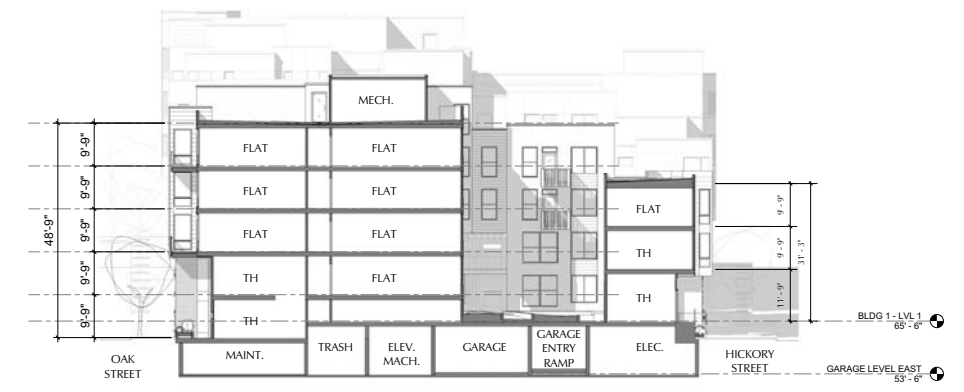 MECH.
9'-9"
FLAT FLAT
9'-9"
FLAT FLAT
9'-9"
FLAT FLAT
9'-9"
TH FLAT
9'-9"
TH
48'-9"
FLAT
TH
TH
9' - 9"
9' - 9"
11' - 9"
31' - 3"
BLDG 1 - LVL 1
65' - 6"
MAINT.
TRASH
ELEV.
MACH.
GARAGE
GARAGE
ENTRY
RAMP
ELEC.
OAK
STREET
HICKORY
STREET
GARAGE LEVEL EAST
53' - 6"